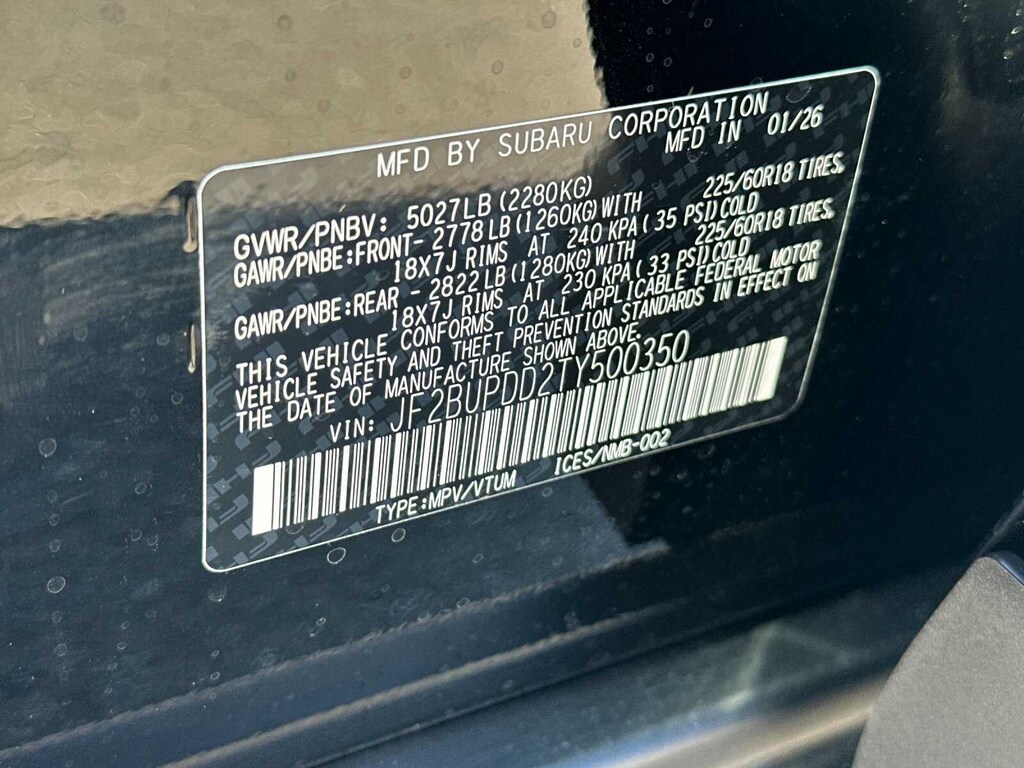 MFD BY SUBARU CORPORATION
MFD IN 01/26
GVWR/PNBV: 5027LB(2280KG)
GAWR/PNBE:FRONT- 2778LB(1260KG)WITH 225/60R18 TIRES,
18X7J RIMS AT 240 KPA( 35 PSI)COLD
GAWR/PNBE:REAR - 2822LB(1280KG)WITH 225/60R18 TIRES,
18X7J RIMS AT 230 KPA( 33 PSI)COLD
THIS VEHICLE CONFORMS TO ALL APPLICABLE FEDERAL MOTOR
VEHICLE SAFETY AND THEFT PREVENTION STANDARDS IN EFFECT ON
THE DATE OF MANUFACTURE SHOWN ABOVE.
VIN: JF2BUPDD2TY500350
TYPE:MPV/VTUM ICES/NMB-002